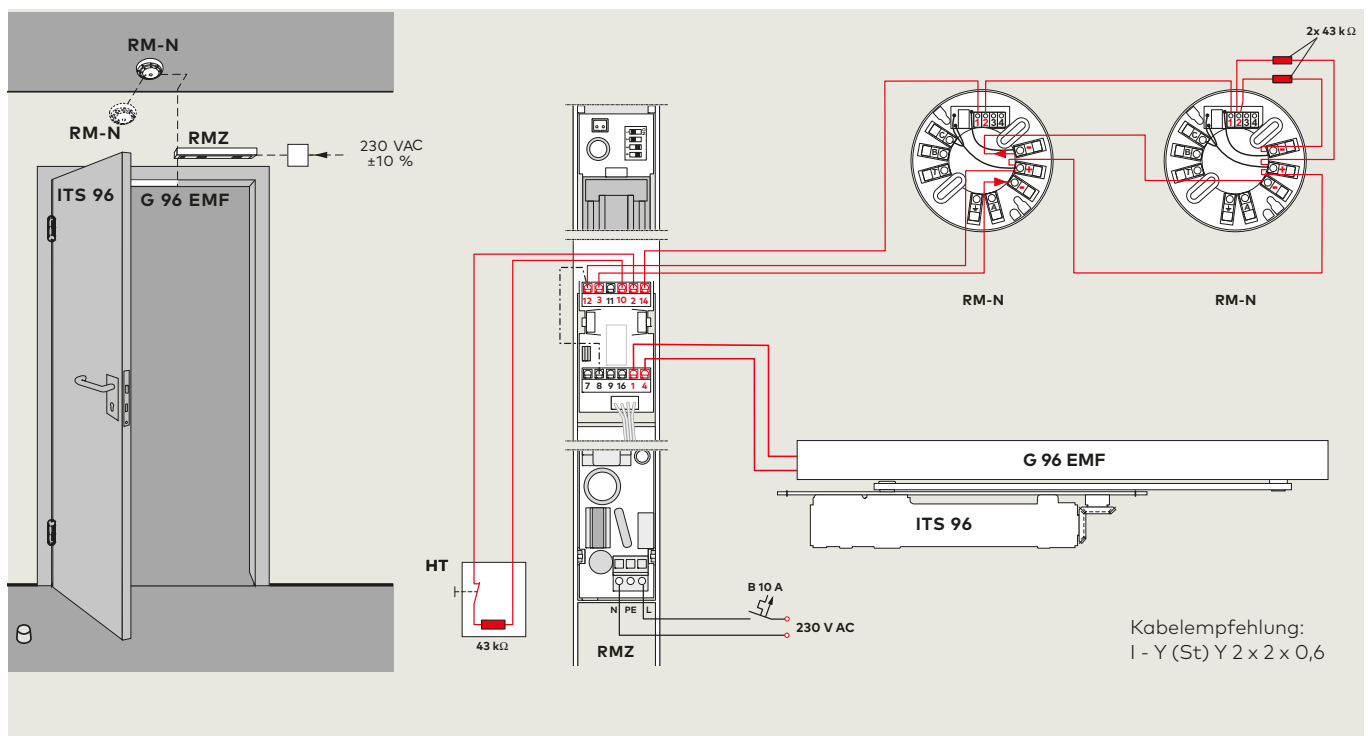 RM-N
RM-N
RMZ
230 VAC
±10 %
ITS 96
G 96 EMF
2x 43 kΩ
1 2 3 4
C
B
7
-
+
-
A
RM-N
1 2 3 4
C
B
7
-
+
-
A
RM-N
12 3 11 10 2 14
7 8 9 16 1 4
G 96 EMF
ITS 96
HT
43 kΩ
N PE L
B 10 A
230 V AC
RMZ
Kabelempfehlung:
I - Y (St) Y 2 x 2 x 0,6